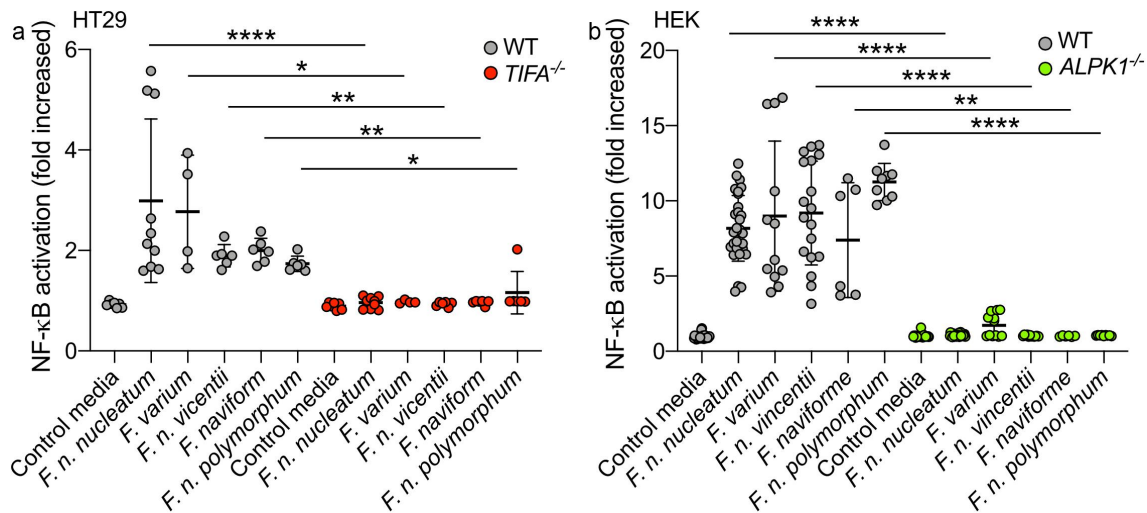 a HT29
NF-κB activation (fold increased)
6
4
2
0
****
*
**
**
*
WT
TIFA-/-
Control media
F. n. nucleatum
F. varium
F. n. vicentii
F. naviform
F. n. polymorphum
Control media
F. n. nucleatum
F. varium
F. n. vicentii
F. naviform
F. n. polymorphum
b HEK
NF-κB activation (fold increased)
20
15
10
5
0
****
****
****
**
****
WT
ALPK1-/-
Control media
F. n. nucleatum
F. varium
F. n. vincentii
F. naviforme
F. n. polymorphum
Control media
F. n. nucleatum
F. varium
F. n. vincentii
F. naviforme
F. n. polymorphum